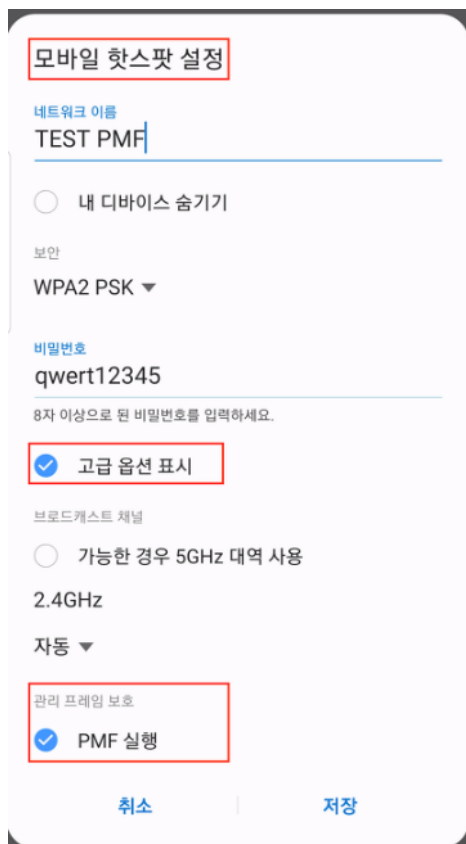 모바일 핫스팟 설정
네트워크 이름
TEST PMF
내 디바이스 숨기기
보안
WPA2 PSK
비밀번호
qwert12345
8자 이상으로 된 비밀번호를 입력하세요.
고급 옵션 표시
브로드캐스트 채널
가능한 경우 5GHz 대역 사용
2.4GHz
자동
관리 프레임 보호
PMF 실행
취소 저장